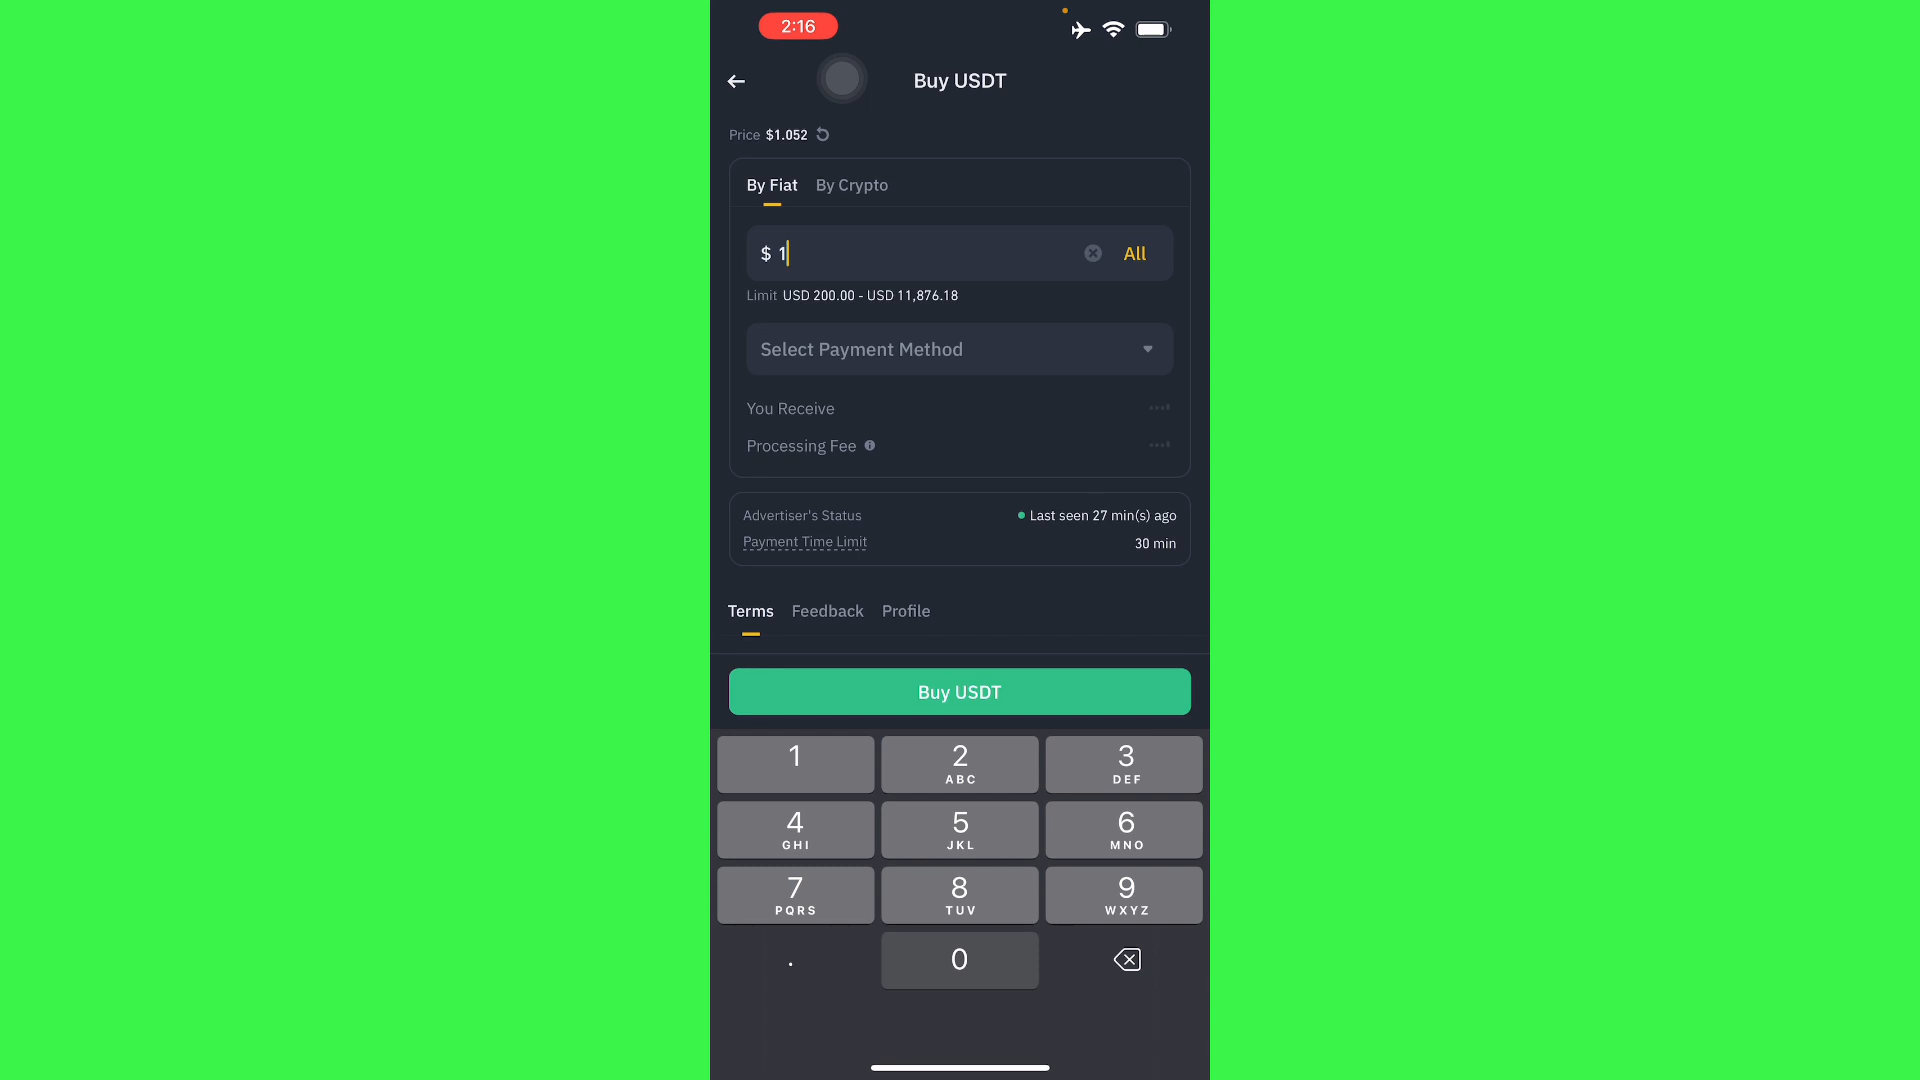 2:16
Buy USDT
Price $1.052
By Fiat By Crypto
$ 1 All
Limit USD 200.00 - USD 11,876.18
Select Payment Method
You Receive
Processing Fee
Advertiser's Status Last seen 27 min(s) ago
Payment Time Limit 30 min
Terms Feedback Profile
Buy USDT
1 2 3
ABC DEF
4 5 6
GHI JKL MNO
7 8 9
PQRS TUV WXYZ
. 0